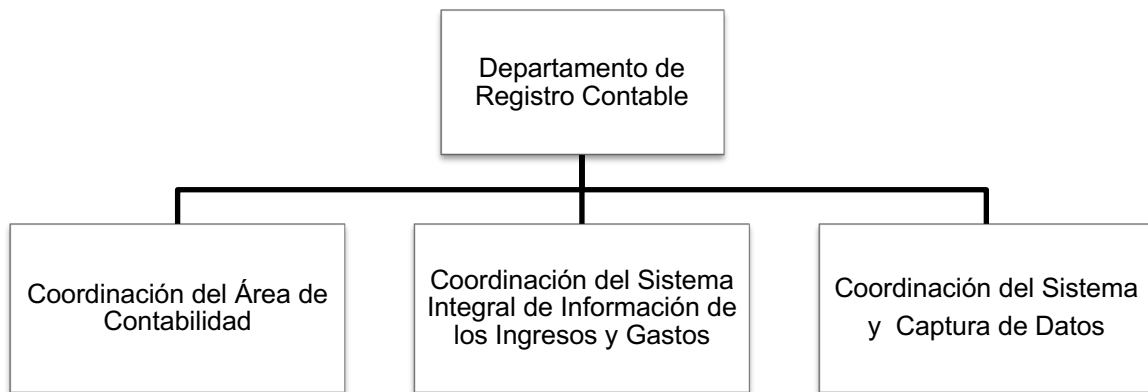 Departamento de
Registro Contable
Coordinación del Área de
Contabilidad
Coordinación del Sistema
Integral de Información de
los Ingresos y Gastos
Coordinación del Sistema
y Captura de Datos